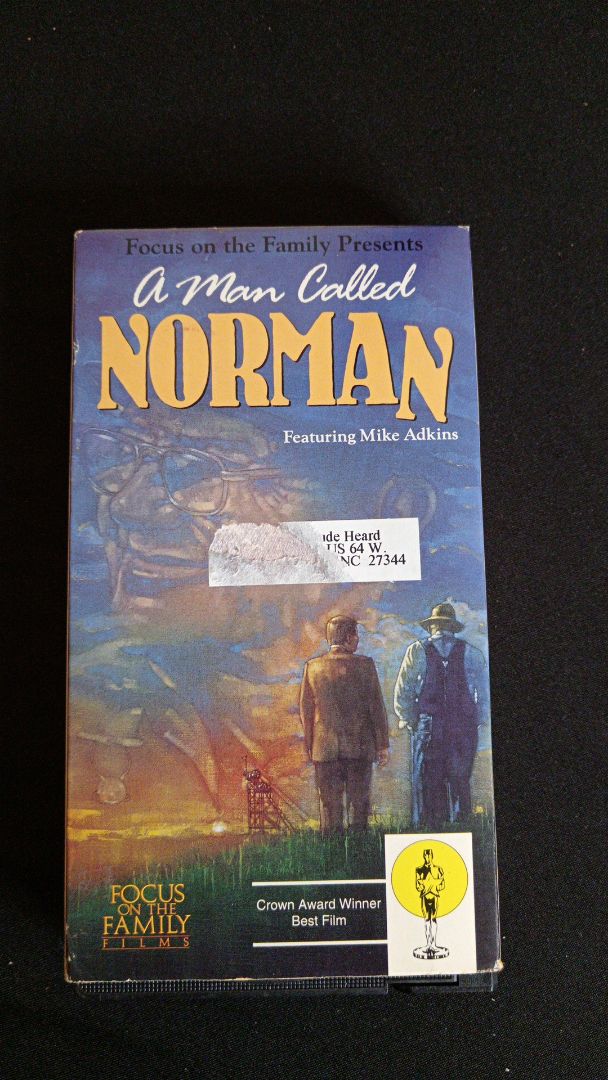 Focus on the Family Presents
A Man Called
NORMAN
Featuring Mike Adkins
Heard
US 64 W.
NC 27344
FOCUS
ON THE
FAMILY
FILMS
Crown Award Winner
Best Film